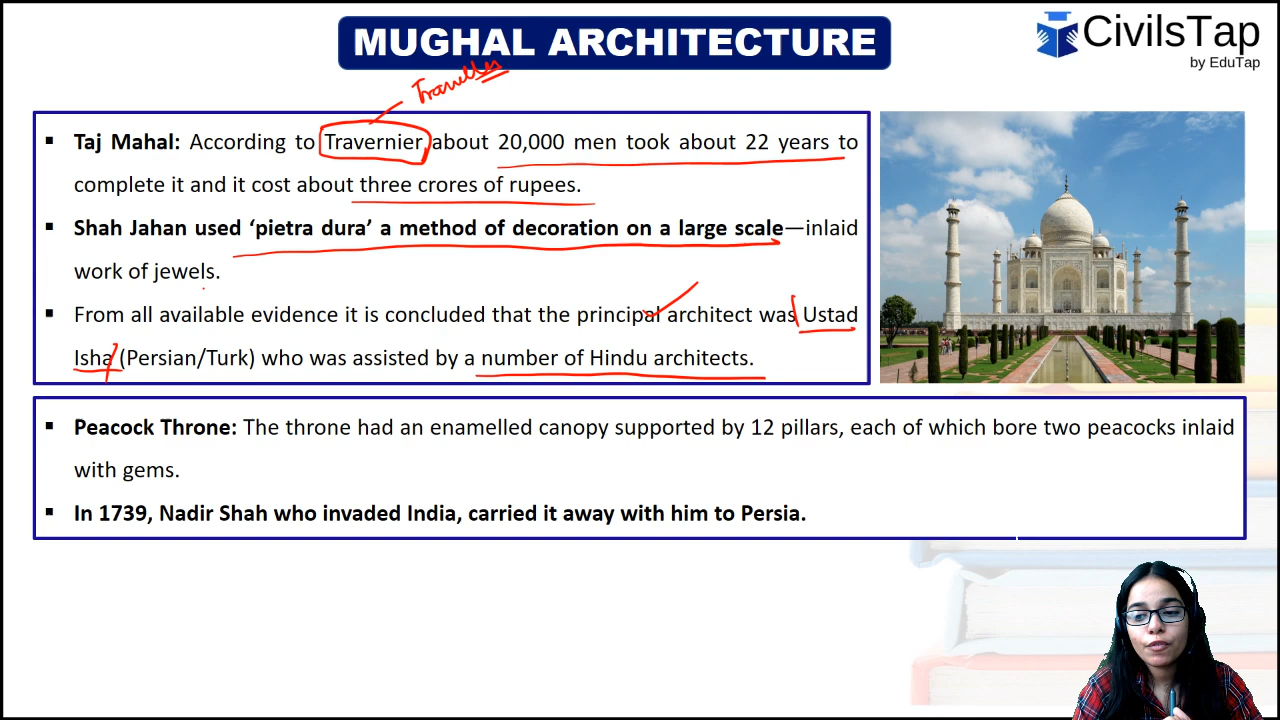 MUGHAL ARCHITECTURE
CivilsTap
by EduTap
Traveller
▪ Taj Mahal: According to Travernier about 20,000 men took about 22 years to
complete it and it cost about three crores of rupees.
▪ Shah Jahan used ‘pietra dura’ a method of decoration on a large scale—inlaid
work of jewels.
▪ From all available evidence it is concluded that the principal architect was Ustad
Isha (Persian/Turk) who was assisted by a number of Hindu architects.
▪ Peacock Throne: The throne had an enamelled canopy supported by 12 pillars, each of which bore two peacocks inlaid
with gems.
▪ In 1739, Nadir Shah who invaded India, carried it away with him to Persia.